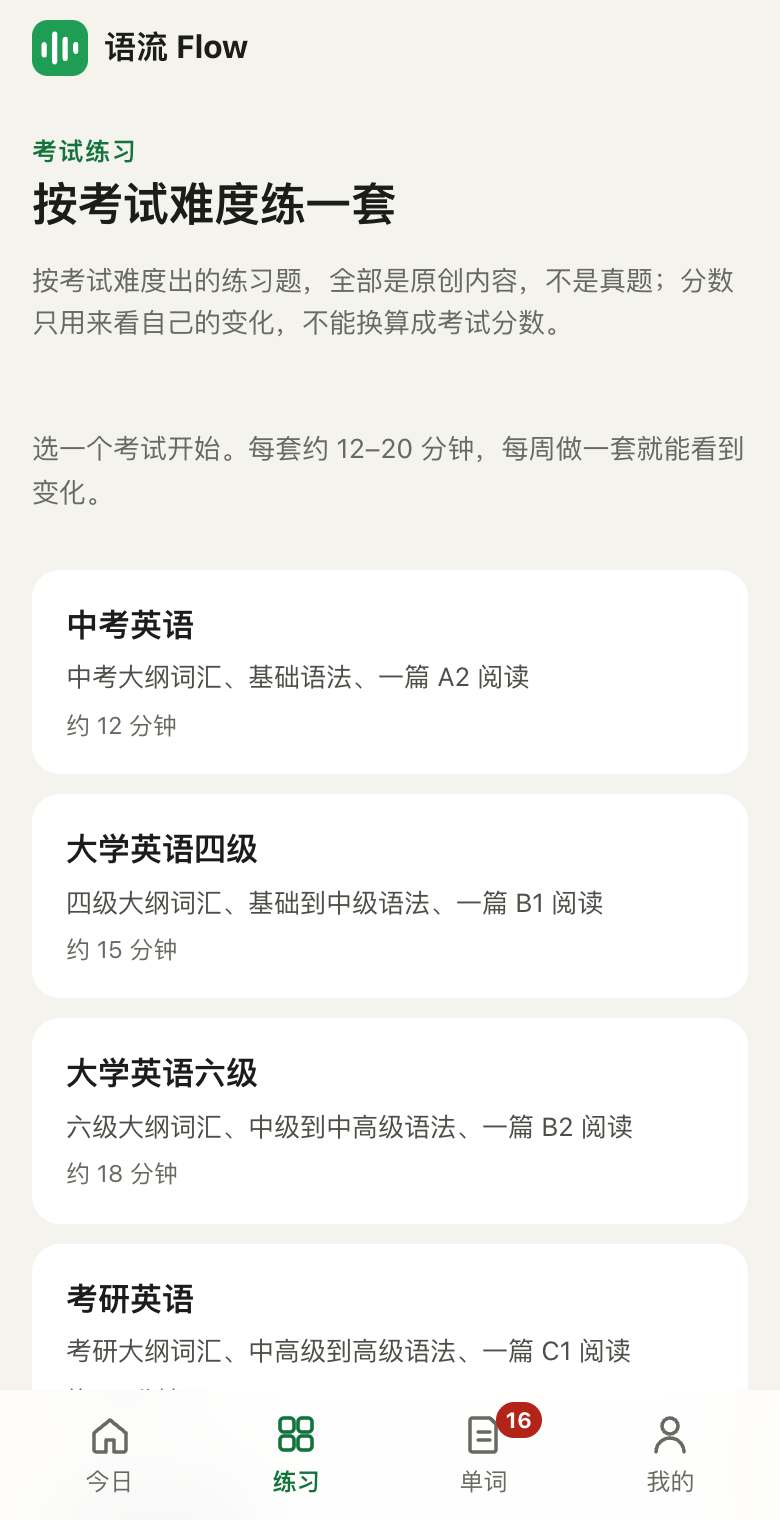 语流 Flow
考试练习
按考试难度练一套
按考试难度出的练习题，全部是原创内容，不是真题；分数
只用来看自己的变化，不能换算成考试分数。
选一个考试开始。每套约 12–20 分钟，每周做一套就能看到
变化。
中考英语
中考大纲词汇、基础语法、一篇 A2 阅读
约 12 分钟
大学英语四级
四级大纲词汇、基础到中级语法、一篇 B1 阅读
约 15 分钟
大学英语六级
六级大纲词汇、中级到中高级语法、一篇 B2 阅读
约 18 分钟
考研英语
考研大纲词汇、中高级到高级语法、一篇 C1 阅读
16
今日
练习
单词
我的